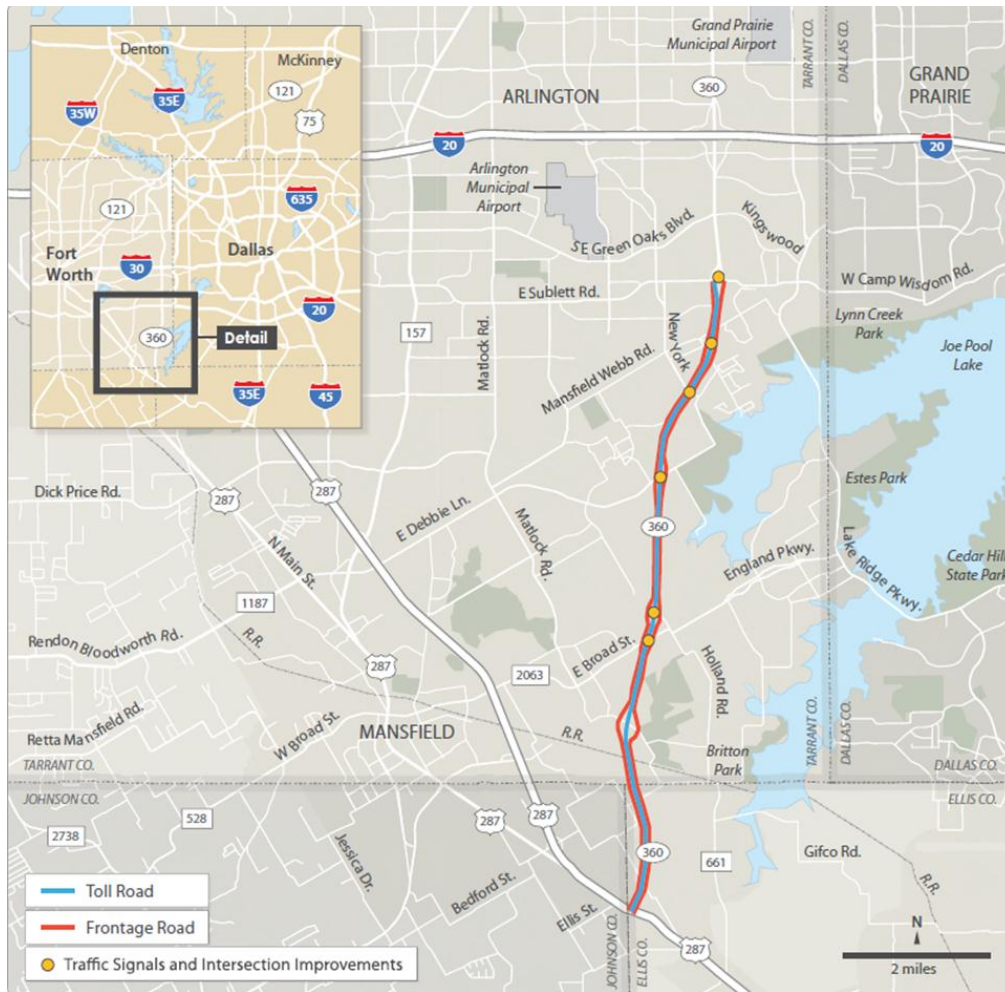 Denton
McKinney
121
35W
35E
75
635
121
Fort
Worth
Dallas
30
20
360
Detail
35E
45
Grand Prairie
Municipal Airport
TARRANT CO.
DALLAS CO.
360
ARLINGTON
GRAND
PRAIRIE
20
20
Arlington
Municipal
Airport
SE Green Oaks Blvd.
Kingswood
W Camp Wisdom Rd.
E Sublett Rd.
Lynn Creek
Park
Joe Pool
Lake
157
Matlock Rd.
New York
Mansfield Webb Rd.
Dick Price Rd.
287
287
E Debbie Ln.
Matlock Rd.
Estes Park
360
N Main St.
England Pkwy.
Lake Ridge Pkwy.
Cedar Hill
State Park
1187
R.R.
Rendon Bloodworth Rd.
287
2063
E Broad St.
Holland Rd.
Retta Mansfield Rd.
W Broad St.
MANSFIELD
R.R.
Britton
Park
TARRANT CO.
DALLAS CO.
TARRANT CO.
JOHNSON CO.
DALLAS CO.
ELLIS CO.
2738
528
287
287
360
661
Gifco Rd.
R.R.
Jessica Dr.
Bedford St.
Ellis St.
JOHNSON CO.
ELLIS CO.
287
Toll Road
Frontage Road
Traffic Signals and Intersection Improvements
N
2 miles